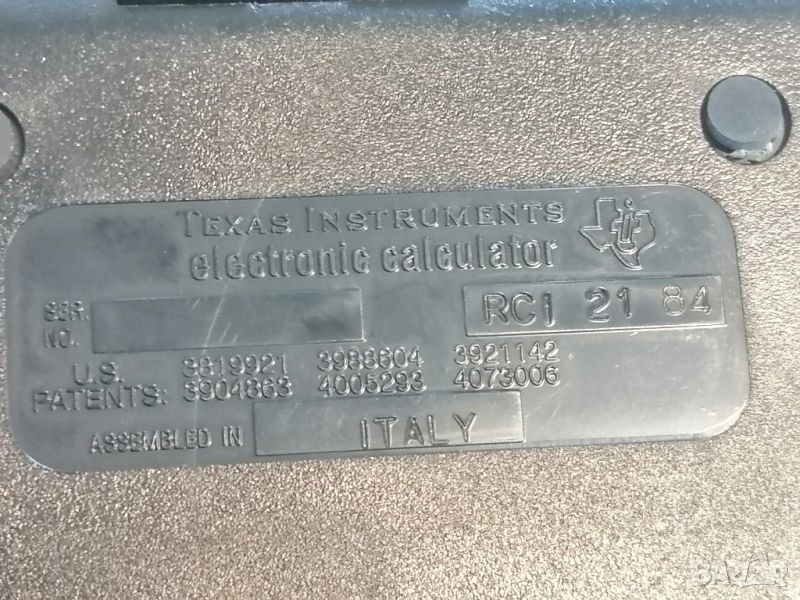 TEXAS INSTRUMENTS
electronic calculator
SER. NO.
RCI 21 84
U.S. PATENTS:
3819921 3988604 3921142
3904863 4005293 4073006
ASSEMBLED IN ITALY
BAZAR